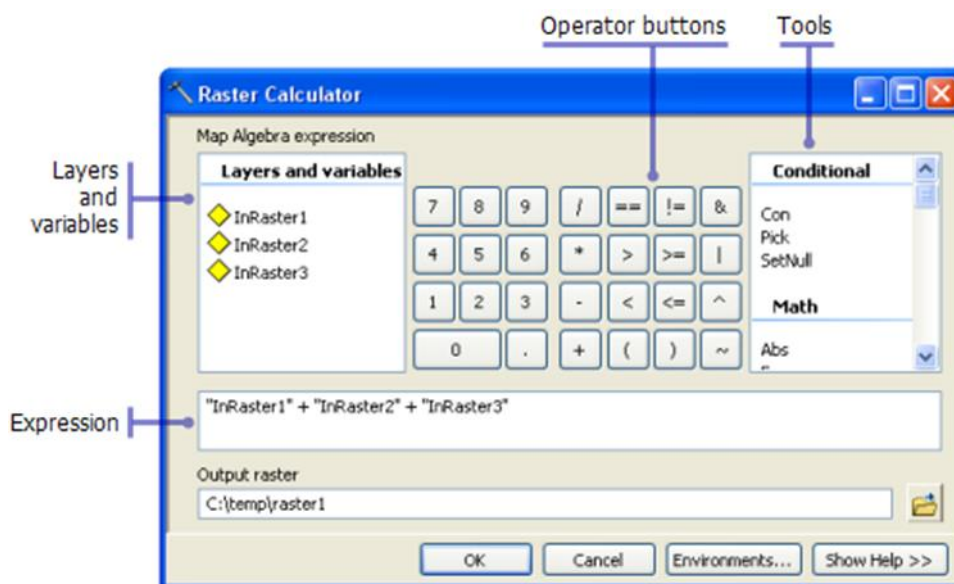 Operator buttons
Tools
Raster Calculator
Map Algebra expression
Layers
and
variables
Layers and variables
InRaster1
InRaster2
InRaster3
7 8 9 / == != &
4 5 6 * > >= |
1 2 3 - < <= ^
0 . + ( ) ~
Conditional
Con
Pick
SetNull
Math
Abs
Expression
"InRaster1" + "InRaster2" + "InRaster3"
Output raster
C:\temp\raster1
OK
Cancel
Environments...
Show Help >>